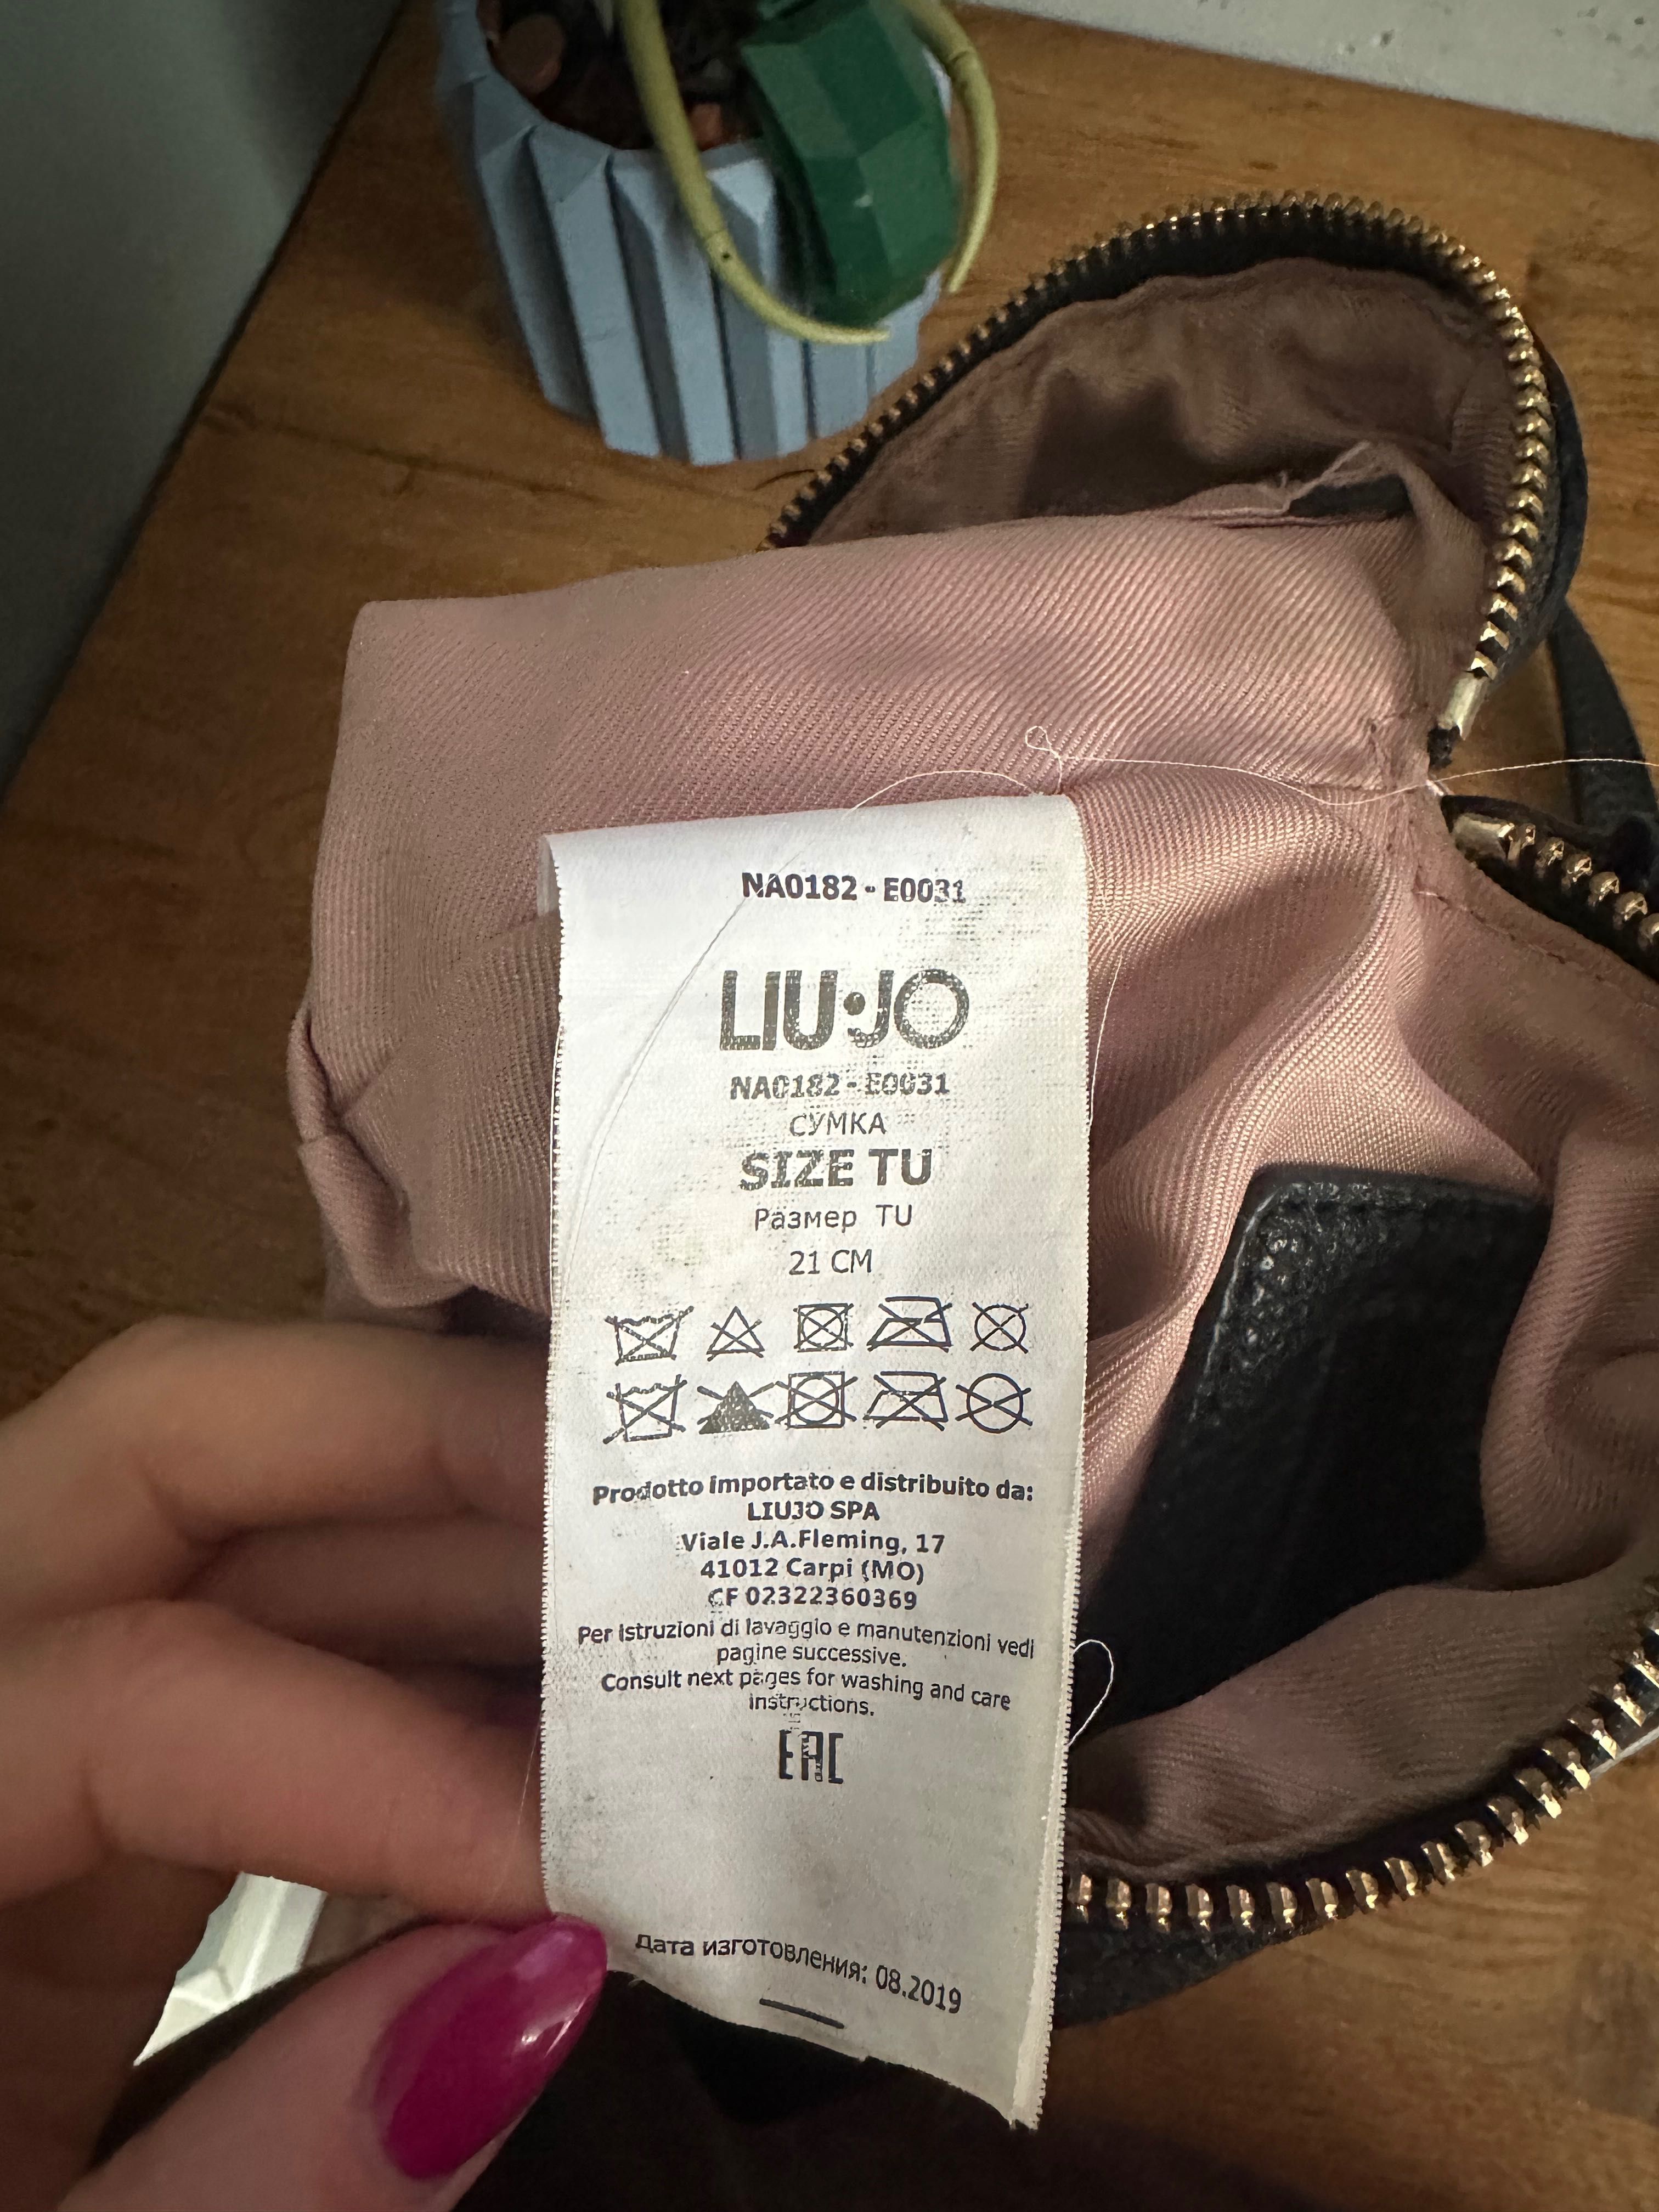 NA0182 - E0031
LIU•JO
NA0182 - E0031
СУМКА
SIZE TU
Размер TU
21 CM
Prodotto importato e distribuito da:
LIUJO SPA
Viale J.A.Fleming, 17
41012 Carpi (MO)
CF 02322360369
Per istruzioni di lavaggio e manutenzioni vedi
pagine successive.
Consult next pages for washing and care
instructions.
EAC
Дата изготовления: 08.2019